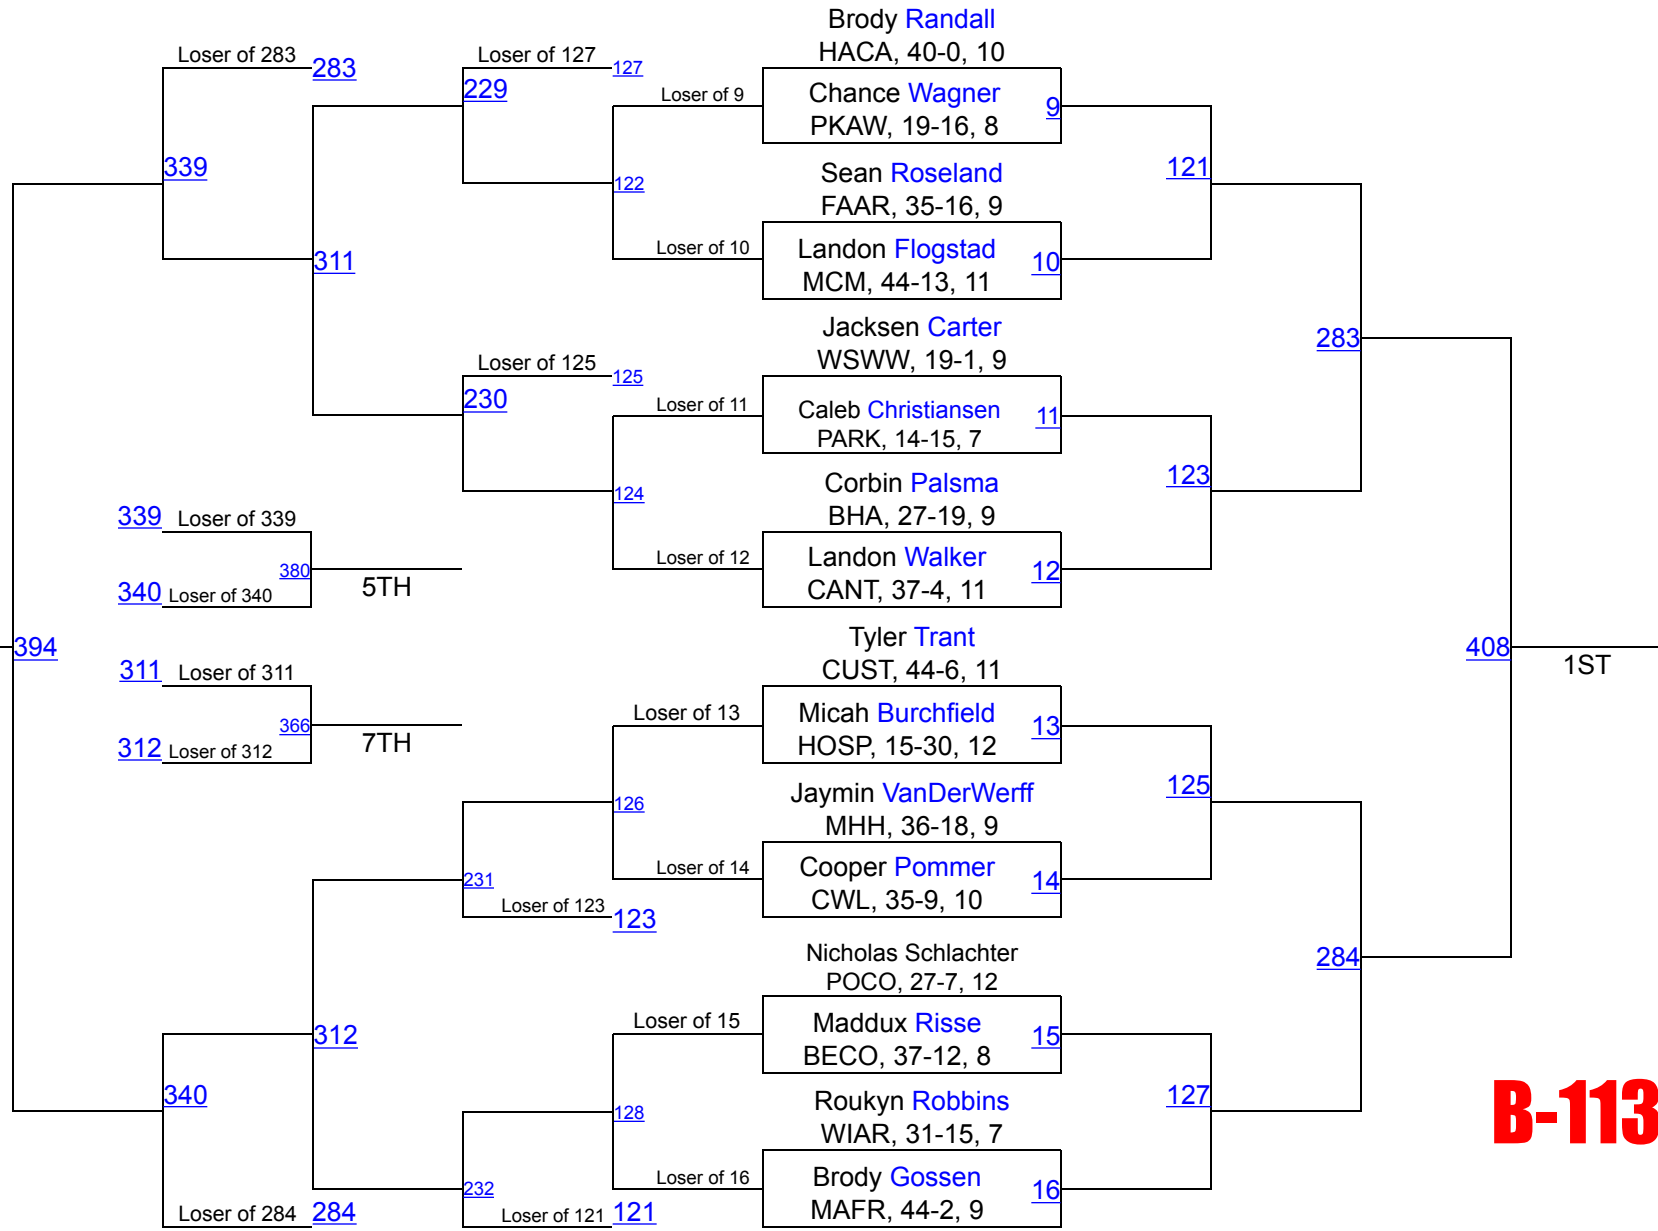 Brody Randall
HACA, 40-0, 10
Loser of 283 283
Loser of 127 127
229
Loser of 9
Chance Wagner
PKAW, 19-16, 8
9
339
122
Sean Roseland
FAAR, 35-16, 9
121
311
Loser of 10
Landon Flogstad
MCM, 44-13, 11
10
Jacksen Carter
WSWW, 19-1, 9
283
Loser of 125 125
230
Loser of 11
Caleb Christiansen
PARK, 14-15, 7
11
124
Corbin Palsma
BHA, 27-19, 9
123
339 Loser of 339
380
5TH
340 Loser of 340
Loser of 12
Landon Walker
CANT, 37-4, 11
12
394
Tyler Trant
CUST, 44-6, 11
408
1ST
311 Loser of 311
366
7TH
312 Loser of 312
Loser of 13
Micah Burchfield
HOSP, 15-30, 12
13
126
Jaymin VanDerWerff
MHH, 36-18, 9
125
231
Loser of 14
Cooper Pommer
CWL, 35-9, 10
14
Loser of 123 123
Nicholas Schlachter
POCO, 27-7, 12
284
312
Loser of 15
Maddux Risse
BECO, 37-12, 8
15
340
128
Roukyn Robbins
WIAR, 31-15, 7
127
B-113
232
Loser of 16
Brody Gossen
MAFR, 44-2, 9
16
Loser of 284 284
Loser of 121 121